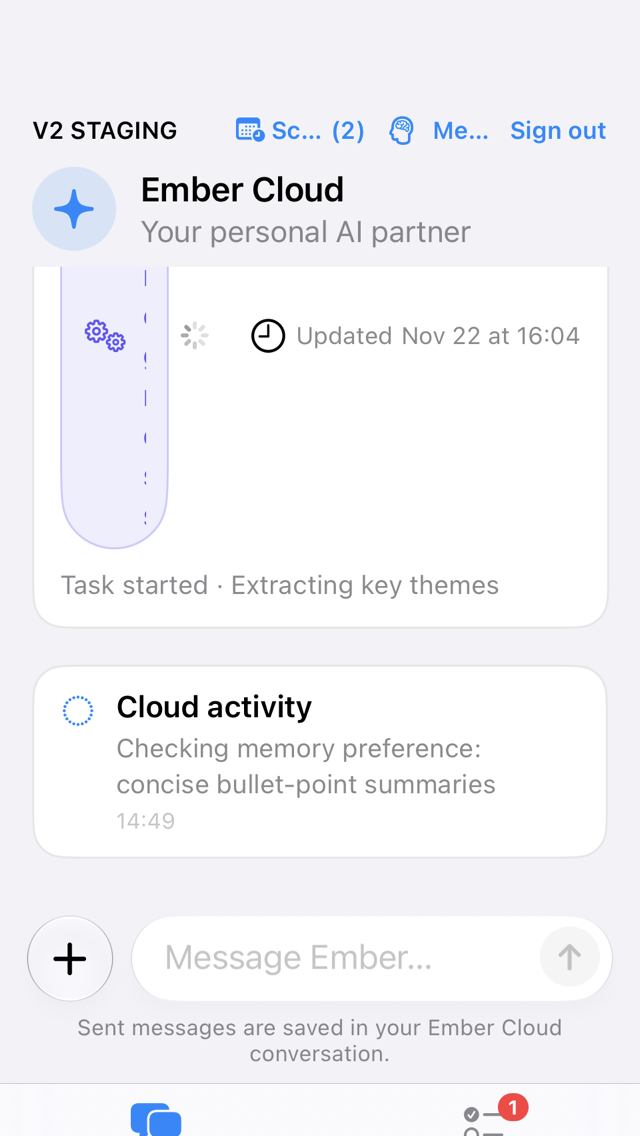 V2 STAGING Sc... (2) Me... Sign out
Ember Cloud
Your personal AI partner
Updated Nov 22 at 16:04
Task started · Extracting key themes
Cloud activity
Checking memory preference:
concise bullet-point summaries
14:49
Message Ember...
Sent messages are saved in your Ember Cloud
conversation.
1